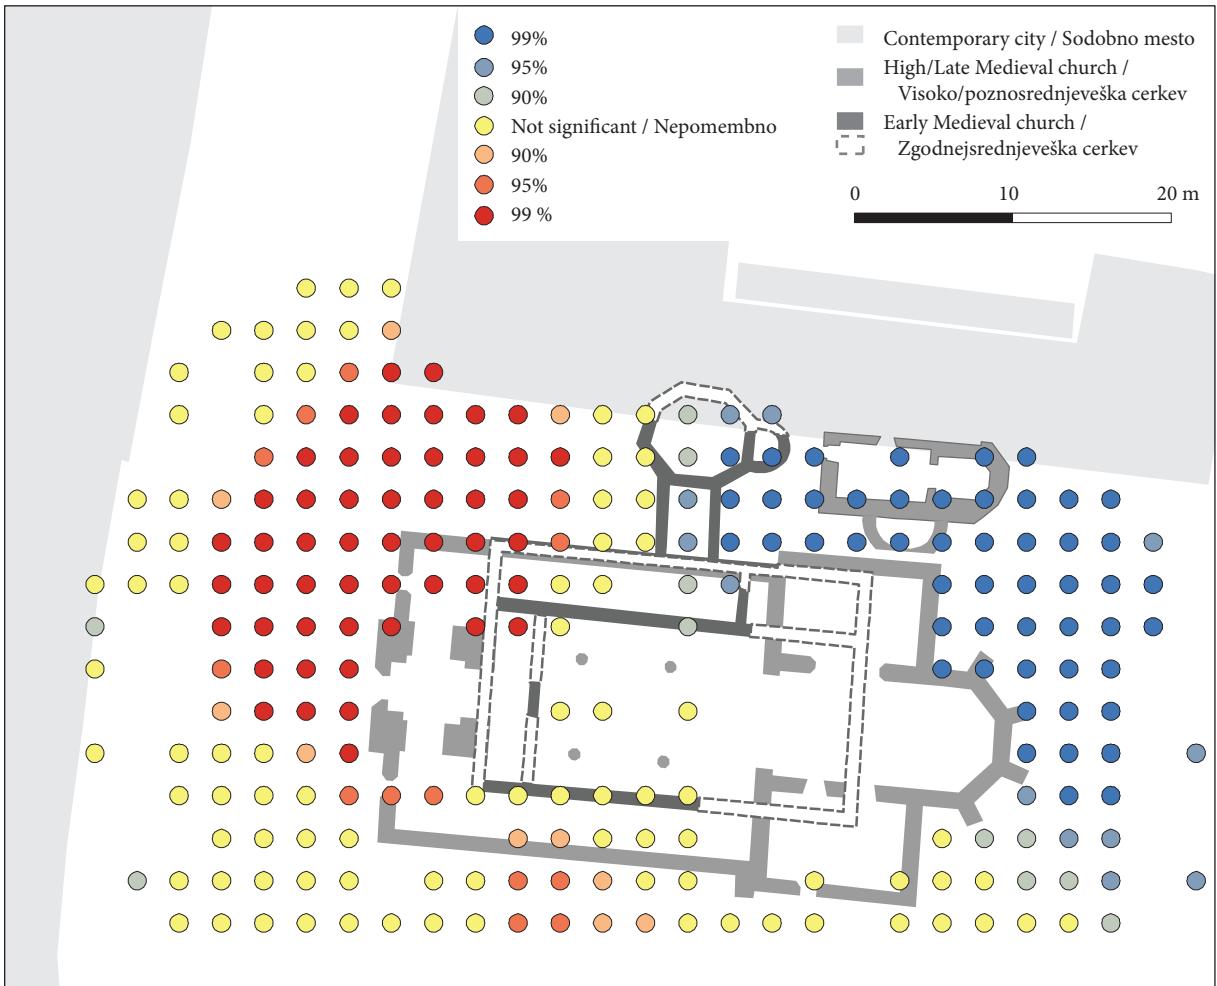 99%
95%
90%
Not significant / Nepomembno
90%
95%
99 %
Contemporary city / Sodobno mesto
High/Late Medieval church /
Visoko/poznosrednjeveška cerkev
Early Medieval church /
Zgodnejsrednjeveška cerkev
0 10 20 m